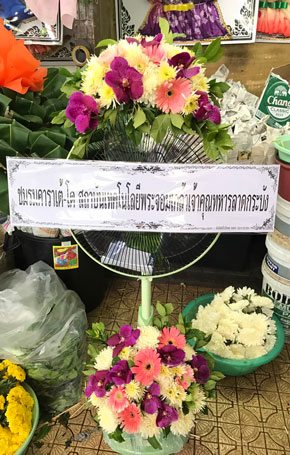 ชมรมคาราเต้-โด สถาบันเทคโนโลยีพระจอมเกล้าเจ้าคุณทหารลาดกระบัง
Chang